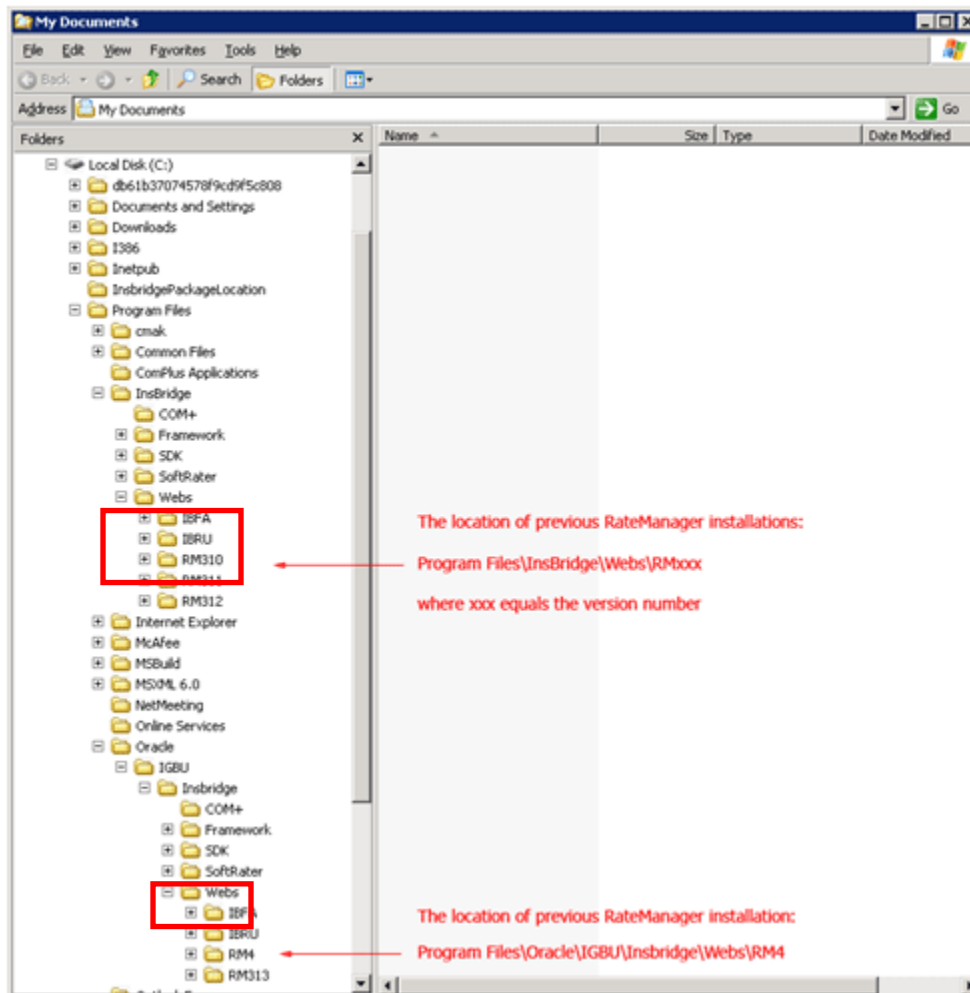 My Documents
File Edit View Favorites Tools Help
Back Search Folders
Address My Documents Go
Folders x Name Size Type Date Modified
Local Disk (C:)
db61b37074578f9cd9f5c808
Documents and Settings
Downloads
I386
Inetpub
InsbridgePackageLocation
Program Files
cmak
Common Files
ComPlus Applications
InsBridge
COM+
Framework
SDK
SoftRater
Webs
IBFA
IBRU
RM310
RM311
RM312
The location of previous RateManager installations:
Program Files\InsBridge\Webs\RMxxx
where xxx equals the version number
Internet Explorer
McAfee
MSBuild
MSXML 6.0
NetMeeting
Online Services
Oracle
IGBU
Insbridge
COM+
Framework
SDK
SoftRater
Webs
IBFA
IBRU
RM4
RM313
The location of previous RateManager installation:
Program Files\Oracle\IGBU\Insbridge\Webs\RM4